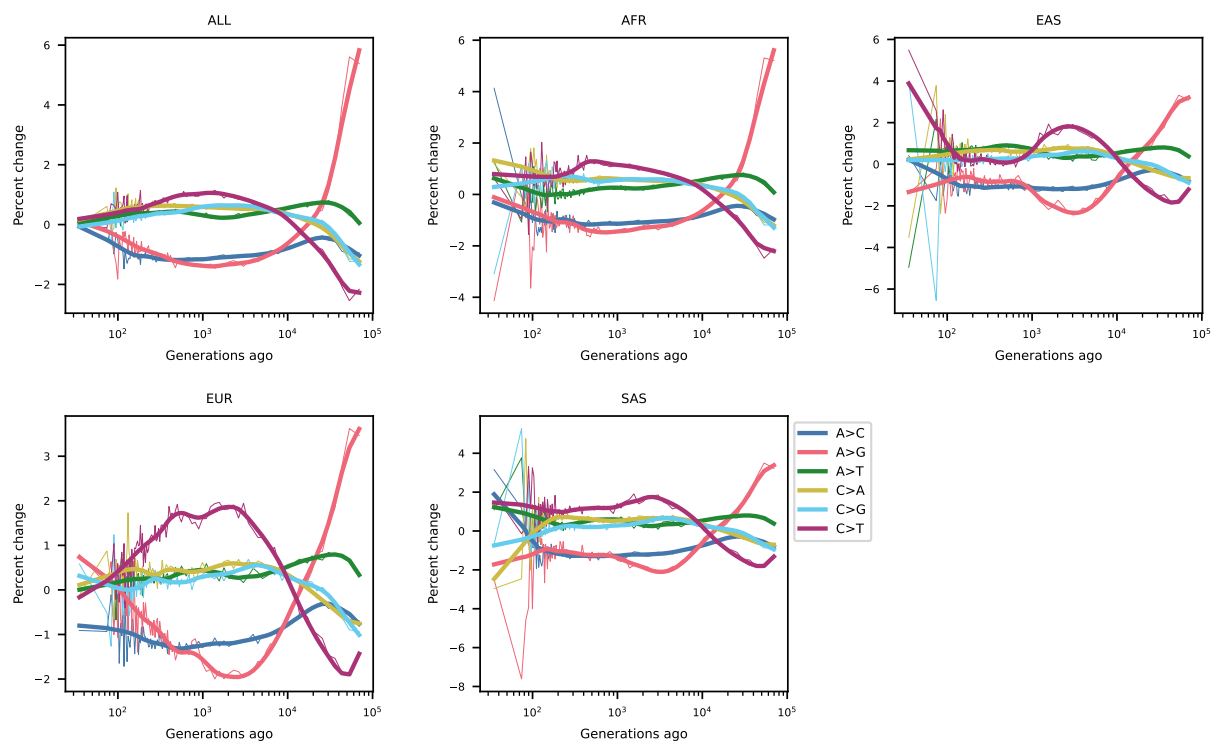 ALL
AFR
EAS
Percent change
6
4
2
0
−2
10² 10³ 10⁴ 10⁵
Generations ago
Percent change
6
4
2
0
−2
−4
10² 10³ 10⁴ 10⁵
Generations ago
Percent change
6
4
2
0
−2
−4
−6
10² 10³ 10⁴ 10⁵
Generations ago
EUR
SAS
Percent change
3
2
1
0
−1
−2
10² 10³ 10⁴ 10⁵
Generations ago
Percent change
4
2
0
−2
−4
−6
−8
10² 10³ 10⁴ 10⁵
Generations ago
A>C
A>G
A>T
C>A
C>G
C>T